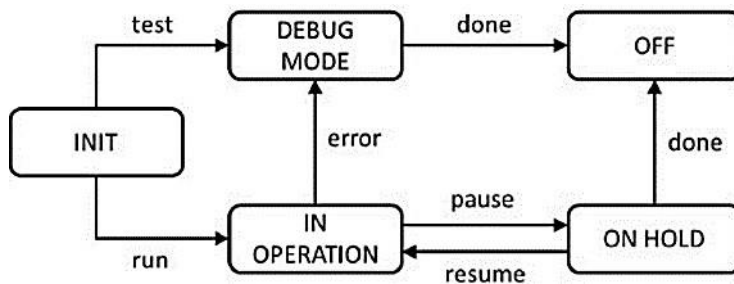 test
DEBUG
MODE
done
OFF
INIT
error
done
run
IN
OPERATION
pause
resume
ON HOLD